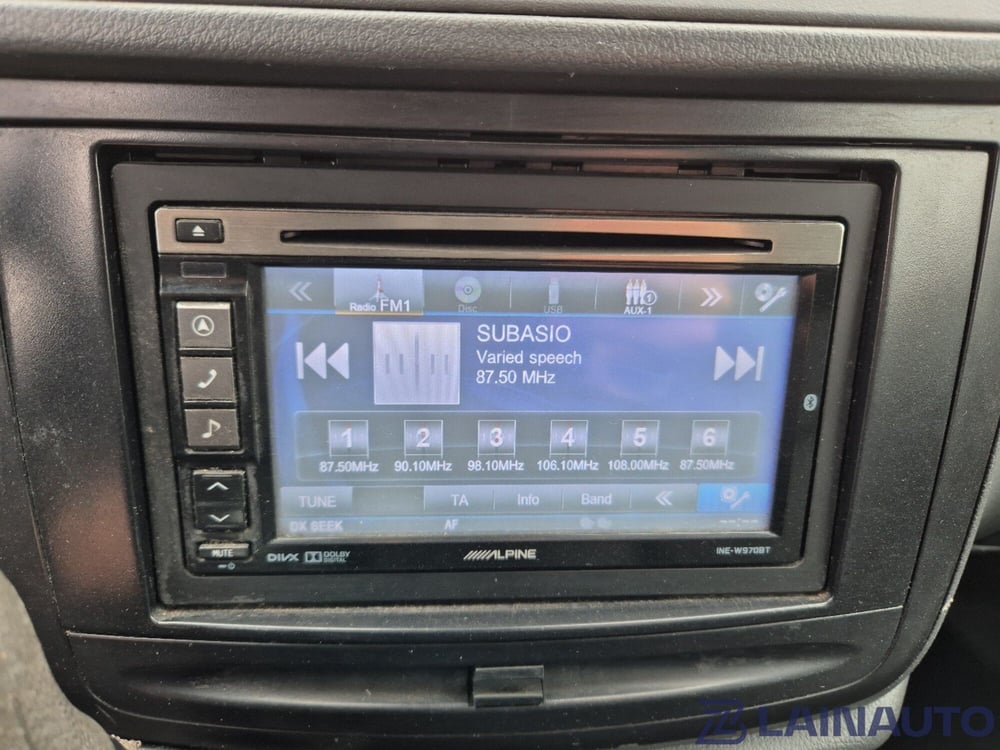 Radio FM1
Disc
USB
1
AUX-1
SUBASIO
Varied speech
87.50 MHz
1 2 3 4 5 6
87.50MHz 90.10MHz 98.10MHz 106.10MHz 108.00MHz 87.50MHz
TUNE TA Info Band
DX SEEK AF
MUTE
DIVX DOLBY DIGITAL
ALPINE
INE-W970BT
LAINAUTO